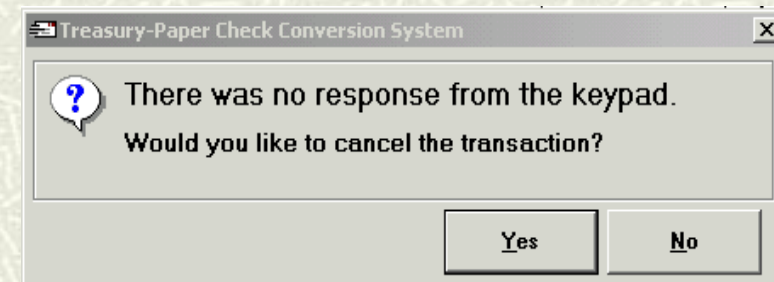 Treasury-Paper Check Conversion System
There was no response from the keypad.
Would you like to cancel the transaction?
Yes No